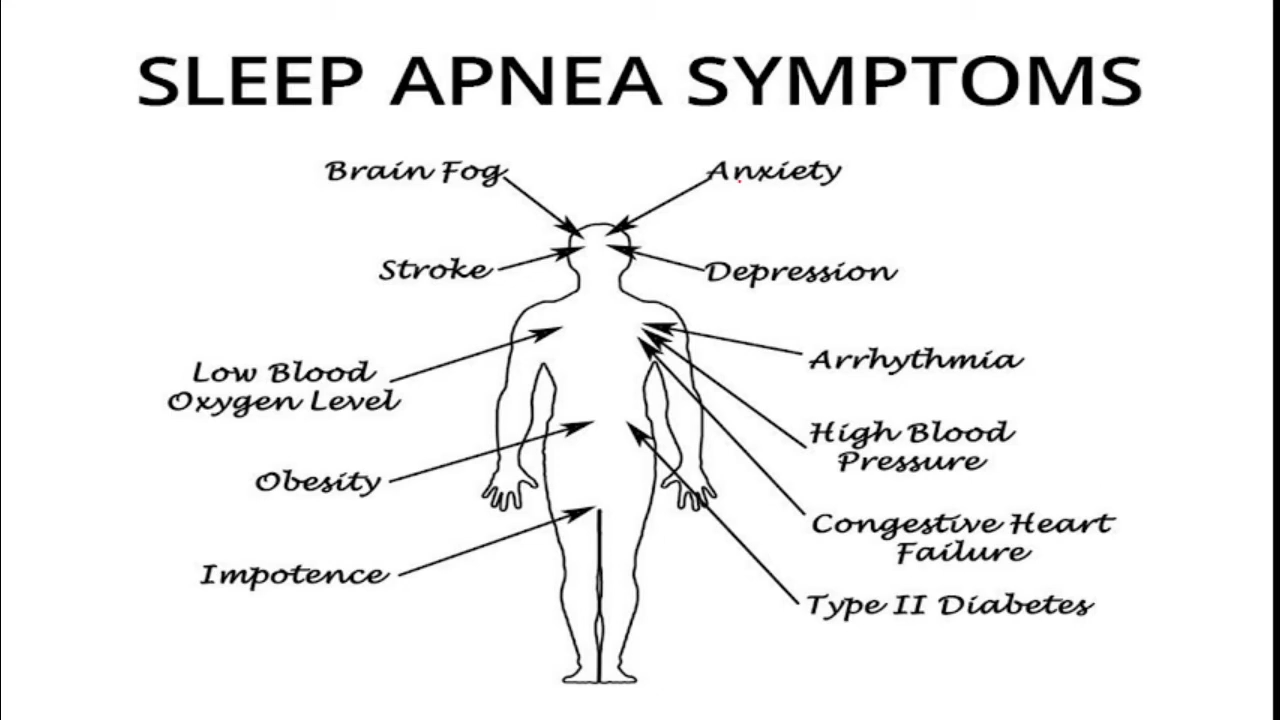 SLEEP APNEA SYMPTOMS
Brain Fog
Anxiety
Stroke
Depression
Low Blood
Oxygen Level
Arrhythmia
High Blood
Pressure
Obesity
Congestive Heart
Failure
Impotence
Type II Diabetes